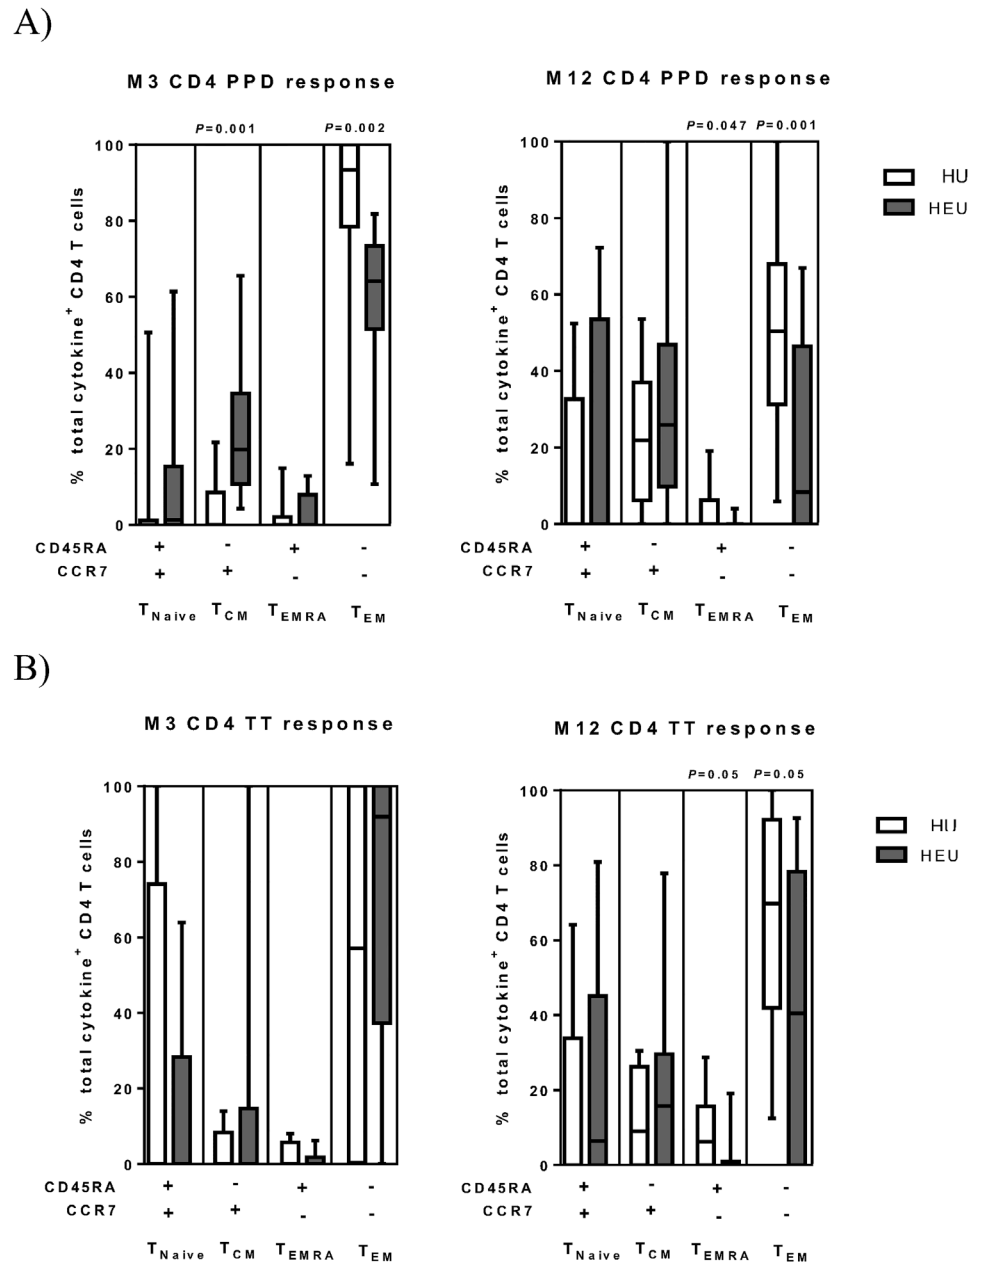 A)
M3 CD4 PPD response
M12 CD4 PPD response
P=0.001 P=0.002
P=0.047 P=0.001
% total cytokine+ CD4 T cells
100
80
60
40
20
0
% total cytokine+ CD4 T cells
100
80
60
40
20
0
HU
HEU
CD45RA + - + -
CCR7 + + - -
TNaive TCM TEMRA TEM
CD45RA + - + -
CCR7 + + - -
TNaive TCM TEMRA TEM
B)
M3 CD4 TT response
M12 CD4 TT response
P=0.05 P=0.05
% total cytokine+ CD4 T cells
100
80
60
40
20
0
% total cytokine+ CD4 T cells
100
80
60
40
20
0
HU
HEU
CD45RA + - + -
CCR7 + + - -
TNaive TCM TEMRA TEM
CD45RA + - + -
CCR7 + + - -
TNaive TCM TEMRA TEM